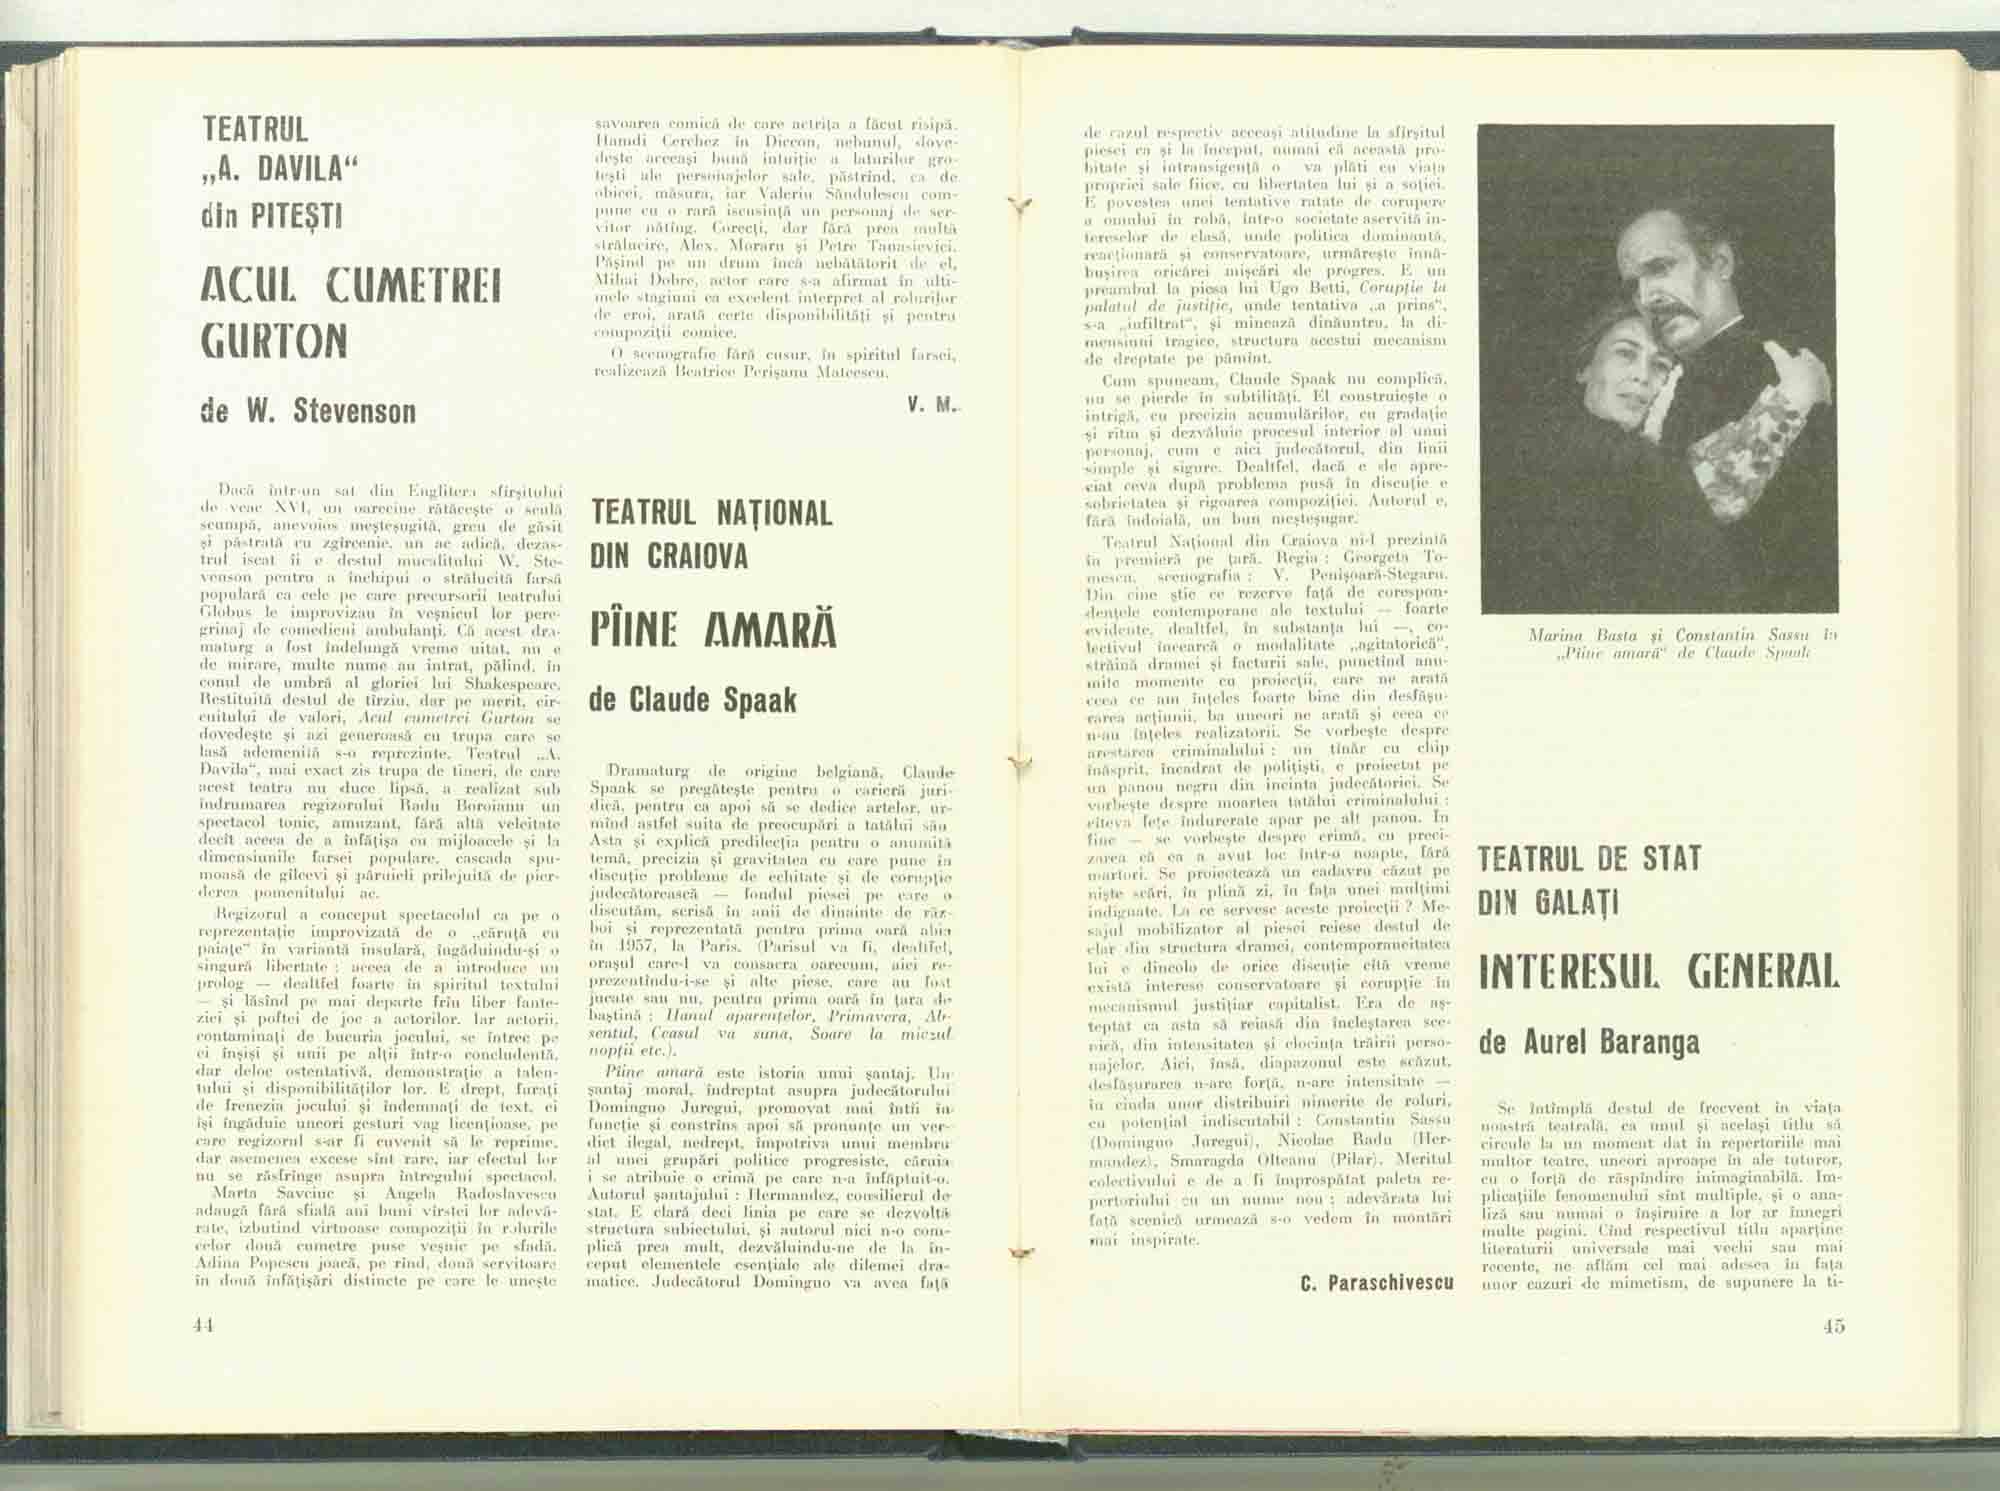 TEATRUL
„A. DAVILA“
din PITEȘTI
ACUL CUMETREI
GURTON
de W. Stevenson
Dacă într-un sat din Englitera sfîrșitului
de veac XVI, un oarecine rătăcește o sculă
scumpă, anevoios meșteșugită, greu de găsit
și păstrată cu zgîrcenie, un ac adică, dezas-
trul iscat îi e destul mucalitului W. Ste-
venson pentru a închipui o strălucită farsă
populară ca cele pe care precursorii teatrului
Globus le improvizau în veșnicul lor pere-
grinaj de comedieni ambulanți. Că acest dra-
maturg a fost îndelungă vreme uitat, nu e
de mirare, multe nume au intrat, pălind, în
conul de umbră al gloriei lui Shakespeare.
Restituită destul de tîrziu, dar pe merit, cir-
cuitului de valori, Acul cumetrei Gurton se
dovedește și azi generoasă cu trupa care se
lasă ademenită s-o reprezinte. Teatrul „A.
Davila“, mai exact zis trupa de tineri, de care
acest teatru nu duce lipsă, a realizat sub
îndrumarea regizorului Radu Boroianu un
spectacol tonic, amuzant, fără altă veleitate
decît aceea de a înfățișa cu mijloacele și la
dimensiunile farsei populare, cascada spu-
moasă de gîlcevi și păruieli prilejuită de pier-
derea pomenitului ac.
Regizorul a conceput spectacolul ca pe o
reprezentație improvizată de o „căruță cu
paiațe“ în variantă insulară, îngăduindu-și o
singură libertate : aceea de a introduce un
prolog — dealtfel foarte în spiritul textului
— și lăsînd pe mai departe frîu liber fante-
ziei și poftei de joc a actorilor. Iar actorii,
contaminați de bucuria jocului, se întrec pe
ei înșiși și unii pe alții într-o concludentă,
dar deloc ostentativă, demonstrație a talen-
tului și disponibilităților lor. E drept, furați
de frenezia jocului și îndemnați de text, ei
își îngăduie uneori gesturi vag licențioase, pe
care regizorul s-ar fi cuvenit să le reprime,
dar asemenea excese sînt rare, iar efectul lor
nu se răsfrînge asupra întregului spectacol.
Marta Savciuc și Angela Radoslavescu
adaugă fără sfială ani buni vîrstei lor adevă-
rate, izbutind virtuoase compoziții în rolurile
celor două cumetre puse veșnic pe sfadă.
Adina Popescu joacă, pe rînd, două servitoare
în două înfățișări distincte pe care le unește
44
savoarea comică de care actrița a făcut risipă.
Hamdi Cerchez în Diccon, nebunul, dove-
dește aceeași bună intuiție a laturilor gro-
tești ale personajelor sale, păstrînd, ca de
obicei, măsura, iar Valeriu Săndulescu com-
pune cu o rară iscusință un personaj de ser-
vitor nătîng. Corecți, dar fără prea multă
strălucire, Alex. Moraru și Petre Tanasievici.
Pășind pe un drum încă nebătătorit de el,
Mihai Dobre, actor care s-a afirmat în ulti-
mele stagiuni ca excelent interpret al rolurilor
de eroi, arată certe disponibilități și pentru
compoziții comice.
O scenografie fără cusur, în spiritul farsei,
realizează Beatrice Perișanu Mateescu.
V. M.
TEATRUL NAȚIONAL
DIN CRAIOVA
PÎINE AMARĂ
de Claude Spaak
Dramaturg de origine belgiană, Claude
Spaak se pregătește pentru o carieră juri-
dică, pentru ca apoi să se dedice artelor, ur-
mînd astfel suita de preocupări a tatălui său.
Asta și explică predilecția pentru o anumită
temă, precizia și gravitatea cu care pune în
discuție probleme de echitate și de corupție
judecătorească — fondul piesei pe care o
discutăm, scrisă în anii de dinainte de răz-
boi și reprezentată pentru prima oară abia
în 1957, la Paris. (Parisul va fi, dealtfel,
orașul care-l va consacra oarecum, aici re-
prezentîndu-i-se și alte piese, care au fost
jucate sau nu, pentru prima oară în țara de
baștină : Hanul aparențelor, Primavera, Ab-
sentul, Ceasul va suna, Soare la miezul
nopții etc.).
Pîine amară este istoria unui șantaj. Un
șantaj moral, îndreptat asupra judecătorului
Dominguo Juregui, promovat mai întîi în
funcție și constrîns apoi să pronunțe un ver-
dict ilegal, nedrept, împotriva unui membru
al unei grupări politice progresiste, căruia
i se atribuie o crimă pe care n-a înfăptuit-o.
Autorul șantajului : Hermandez, consilierul de
stat. E clară deci linia pe care se dezvoltă
structura subiectului, și autorul nici n-o com-
plică prea mult, dezvăluindu-ne de la în-
ceput elementele esențiale ale dilemei dra-
matice. Judecătorul Dominguo va avea față
de cazul respectiv aceeași atitudine la sfîrșitul
piesei ca și la început, numai că această pro-
bitate și intransigență o va plăti cu viața
propriei sale fiice, cu libertatea lui și a soției.
E povestea unei tentative ratate de corupere
a omului în robă, într-o societate aservită in-
tereselor de clasă, unde politica dominantă,
reacționară și conservatoare, urmărește înnă-
bușirea oricărei mișcări de progres. E un
preambul la piesa lui Ugo Betti, Corupție la
palatul de justiție, unde tentativa „a prins“,
s-a „infiltrat“, și minează dinăuntru, la di-
mensiuni tragice, structura acestui mecanism
de dreptate pe pămînt.
Cum spuneam, Claude Spaak nu complică,
nu se pierde în subtilități. El construiește o
intrigă, cu precizia acumulărilor, cu gradație
și ritm și dezvăluie procesul interior al unui
personaj, cum e aici judecătorul, din linii
simple și sigure. Dealtfel, dacă e de apre-
ciat ceva după problema pusă în discuție e
sobrietatea și rigoarea compoziției. Autorul e,
fără îndoială, un bun meșteșugar.
Teatrul Național din Craiova ni-l prezintă
în premieră pe țară. Regia : Georgeta To-
mescu, scenografia : V. Penișoară-Stegaru.
Din cine știe ce rezerve față de corespon-
dențele contemporane ale textului — foarte
evidente, dealtfel, în substanța lui —, co-
lectivul încearcă o modalitate „agitatorică“,
străină dramei și facturii sale, punctînd anu-
mite momente cu proiecții, care ne arată
ceea ce am înțeles foarte bine din desfășu-
rarea acțiunii, ba uneori ne arată și ceea ce
n-au înțeles realizatorii. Se vorbește despre
arestarea criminalului : un tînăr cu chip
înăsprit, încadrat de polițiști, e proiectat pe
un panou negru din incinta judecătoriei. Se
vorbește despre moartea tatălui criminalului :
cîteva fețe îndurerate apar pe alt panou. În
fine — se vorbește despre crimă, cu preci-
zarea că ea a avut loc într-o noapte, fără
martori. Se proiectează un cadavru căzut pe
niște scări, în plină zi, în fața unei mulțimi
indignate. La ce servesc aceste proiecții ? Me-
sajul mobilizator al piesei reiese destul de
clar din structura dramei, contemporaneitatea
lui e dincolo de orice discuție cîtă vreme
există interese conservatoare și corupție în
mecanismul justițiar capitalist. Era de aș-
teptat ca asta să reiasă din încleștarea sce-
nică, din intensitatea și clocința trăirii perso-
najelor. Aici, însă, diapazonul este scăzut,
desfășurarea n-are forță, n-are intensitate —
în ciuda unor distribuiri nimerite de roluri,
cu potențial indiscutabil : Constantin Sassu
(Dominguo Juregui), Nicolae Radu (Her-
mandez), Smaragda Olteanu (Pilar). Meritul
colectivului e de a fi împrospătat paleta re-
pertoriului cu un nume nou ; adevărata lui
față scenică urmează s-o vedem în montări
mai inspirate.
C. Paraschivescu
Marina Basta și Constantin Sassu în
„Pîine amară“ de Claude Spaak
TEATRUL DE STAT
DIN GALAȚI
INTERESUL GENERAL
de Aurel Baranga
Se întîmplă destul de frecvent în viața
noastră teatrală, ca unul și același titlu să
circule la un moment dat în repertoriile mai
multor teatre, uneori aproape în ale tuturor,
cu o forță de răspîndire inimaginabilă. Im-
plicațiile fenomenului sînt multiple, și o ana-
liză sau numai o înșiruire a lor ar înnegri
multe pagini. Cînd respectivul titlu aparține
literaturii universale mai vechi sau mai
recente, ne aflăm cel mai adesea în fața
unor cazuri de mimetism, de supunere la ti-
45